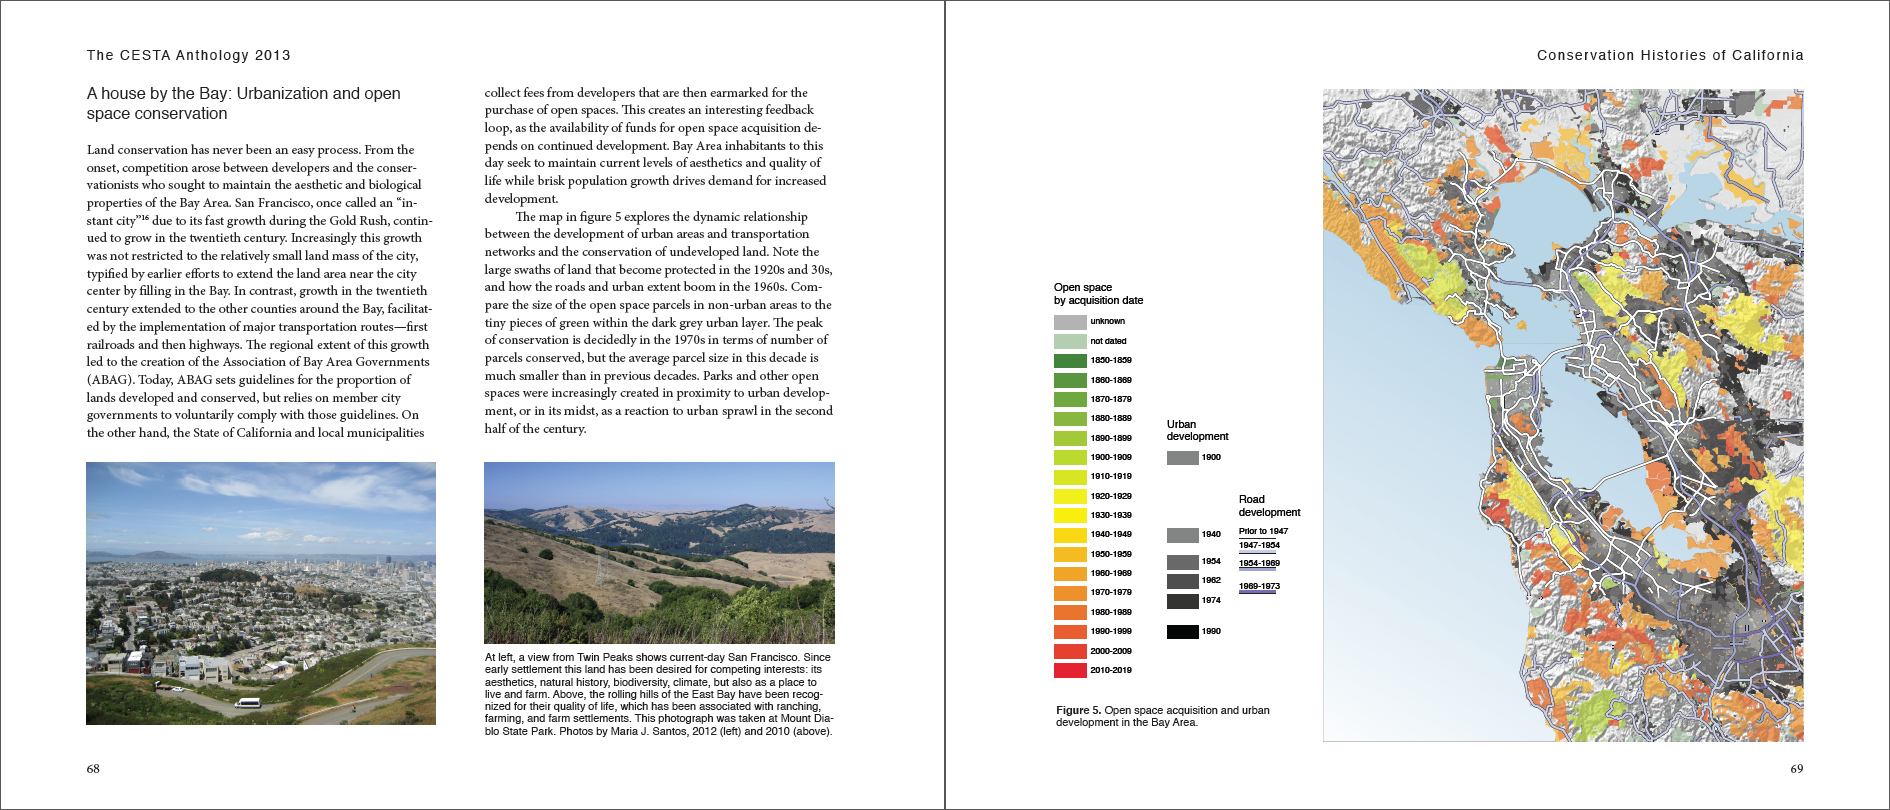 The CESTA Anthology 2013
A house by the Bay: Urbanization and open
space conservation
Land conservation has never been an easy process. From the
onset, competition arose between developers and the conser-
vationists who sought to maintain the aesthetic and biological
properties of the Bay Area. San Francisco, once called an “in-
stant city”¹⁶ due to its fast growth during the Gold Rush, contin-
ued to grow in the twentieth century. Increasingly this growth
was not restricted to the relatively small land mass of the city,
typified by earlier efforts to extend the land area near the city
center by filling in the Bay. In contrast, growth in the twentieth
century extended to the other counties around the Bay, facilitat-
ed by the implementation of major transportation routes—first
railroads and then highways. The regional extent of this growth
led to the creation of the Association of Bay Area Governments
(ABAG). Today, ABAG sets guidelines for the proportion of
lands developed and conserved, but relies on member city
governments to voluntarily comply with those guidelines. On
the other hand, the State of California and local municipalities
collect fees from developers that are then earmarked for the
purchase of open spaces. This creates an interesting feedback
loop, as the availability of funds for open space acquisition de-
pends on continued development. Bay Area inhabitants to this
day seek to maintain current levels of aesthetics and quality of
life while brisk population growth drives demand for increased
development.
The map in figure 5 explores the dynamic relationship
between the development of urban areas and transportation
networks and the conservation of undeveloped land. Note the
large swaths of land that become protected in the 1920s and 30s,
and how the roads and urban extent boom in the 1960s. Com-
pare the size of the open space parcels in non-urban areas to the
tiny pieces of green within the dark grey urban layer. The peak
of conservation is decidedly in the 1970s in terms of number of
parcels conserved, but the average parcel size in this decade is
much smaller than in previous decades. Parks and other open
spaces were increasingly created in proximity to urban develop-
ment, or in its midst, as a reaction to urban sprawl in the second
half of the century.
At left, a view from Twin Peaks shows current-day San Francisco. Since
early settlement this land has been desired for competing interests: its
aesthetics, natural history, biodiversity, climate, but also as a place to
live and farm. Above, the rolling hills of the East Bay have been recog-
nized for their quality of life, which has been associated with ranching,
farming, and farm settlements. This photograph was taken at Mount Dia-
blo State Park. Photos by Maria J. Santos, 2012 (left) and 2010 (above).
68
Conservation Histories of California
Open space
by acquisition date
unknown
not dated
1850-1859
1860-1869
1870-1879
1880-1889
1890-1899
1900-1909
1910-1919
1920-1929
1930-1939
1940-1949
1950-1959
1960-1969
1970-1979
1980-1989
1990-1999
2000-2009
2010-2019
Urban
development
1900
1940
1954
1962
1974
1990
Road
development
Prior to 1947
1947-1954
1954-1969
1969-1973
Figure 5. Open space acquisition and urban
development in the Bay Area.
69